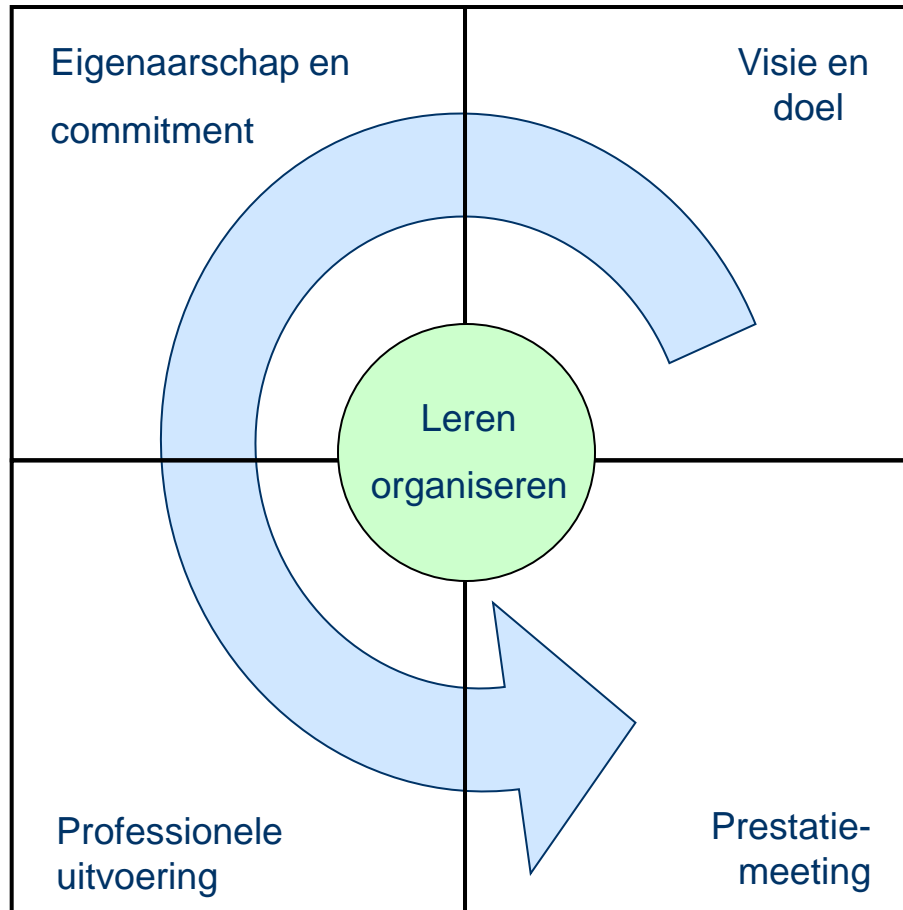 Eigenaarschap en
commitment
Visie en
doel
Leren
organiseren
Professionele
uitvoering
Prestatie-
meeting